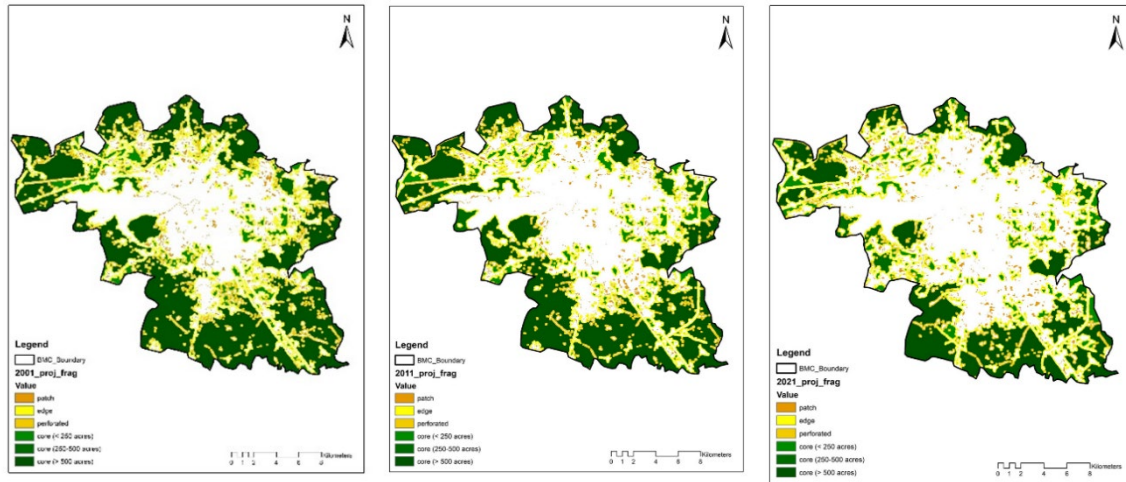 N
Legend
BMC_Boundary
2001_proj_frag
Value
patch
edge
perforated
core (< 250 acres)
core (250-500 acres)
core (> 500 acres)
0 1 2 4 6 8
Kilometers
N
Legend
BMC_Boundary
2011_proj_frag
Value
patch
edge
perforated
core (< 250 acres)
core (250-500 acres)
core (> 500 acres)
0 1 2 4 6 8
Kilometers
N
Legend
BMC_Boundary
2021_proj_frag
Value
patch
edge
perforated
core (< 250 acres)
core (250-500 acres)
core (> 500 acres)
0 1 2 4 6 8
Kilometers